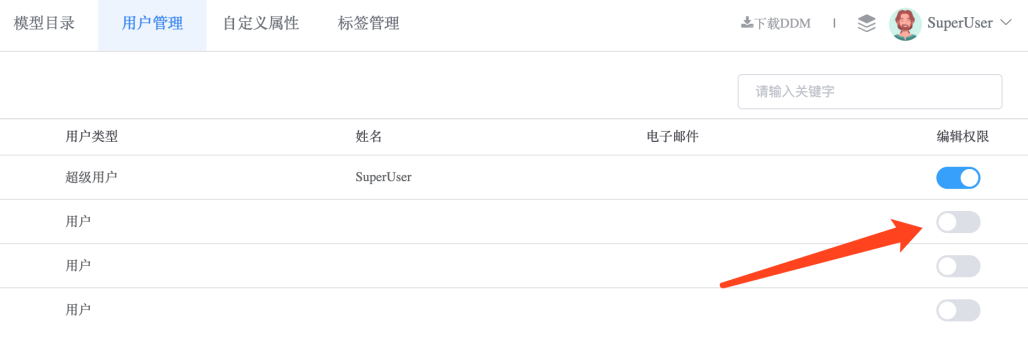 模型目录 用户管理 自定义属性 标签管理 下载DDM SuperUser
请输入关键字
用户类型 姓名 电子邮件 编辑权限
超级用户 SuperUser
用户
用户
用户